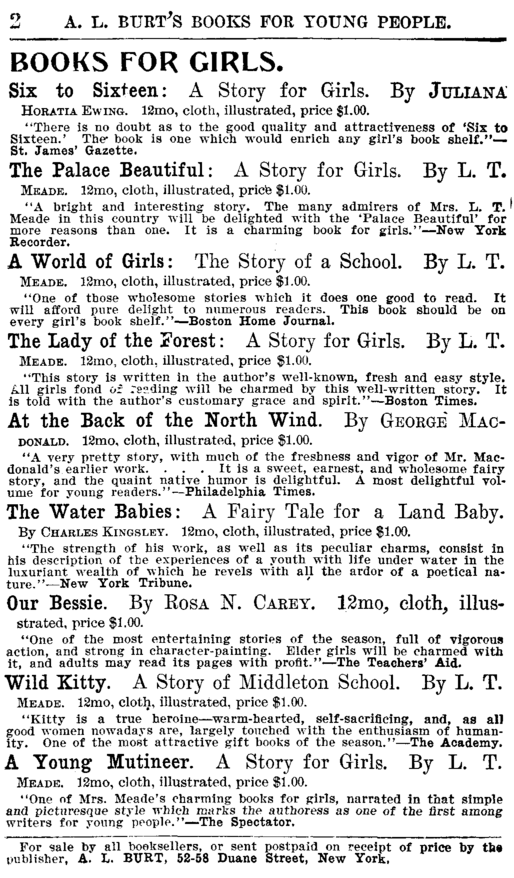 2 A. L. BURT'S BOOKS FOR YOUNG PEOPLE.
BOOKS FOR GIRLS.
Six to Sixteen: A Story for Girls. By JULIANA
HORATIA EWING. 12mo, cloth, illustrated, price $1.00.
"There is no doubt as to the good quality and attractiveness of 'Six to
Sixteen.' The book is one which would enrich any girl's book shelf."—
St. James' Gazette.
The Palace Beautiful: A Story for Girls. By L. T.
MEADE. 12mo, cloth, illustrated, price $1.00.
"A bright and interesting story. The many admirers of Mrs. L. T.
Meade in this country will be delighted with the 'Palace Beautiful' for
more reasons than one. It is a charming book for girls."—New York
Recorder.
A World of Girls: The Story of a School. By L. T.
MEADE. 12mo, cloth, illustrated, price $1.00.
"One of those wholesome stories which it does one good to read. It
will afford pure delight to numerous readers. This book should be on
every girl's book shelf."—Boston Home Journal.
The Lady of the Forest: A Story for Girls. By L. T.
MEADE. 12mo, cloth, illustrated, price $1.00.
"This story is written in the author's well-known, fresh and easy style.
All girls fond of reading will be charmed by this well-written story. It
is told with the author's customary grace and spirit."—Boston Times.
At the Back of the North Wind. By GEORGE MAC-
DONALD. 12mo, cloth, illustrated, price $1.00.
"A very pretty story, with much of the freshness and vigor of Mr. Mac-
donald's earlier work. . . . It is a sweet, earnest, and wholesome fairy
story, and the quaint native humor is delightful. A most delightful vol-
ume for young readers."—Philadelphia Times.
The Water Babies: A Fairy Tale for a Land Baby.
By CHARLES KINGSLEY. 12mo, cloth, illustrated, price $1.00.
"The strength of his work, as well as its peculiar charms, consist in
his description of the experiences of a youth with life under water in the
luxuriant wealth of which he revels with all the ardor of a poetical na-
ture."—New York Tribune.
Our Bessie. By ROSA N. CAREY. 12mo, cloth, illus-
strated, price $1.00.
"One of the most entertaining stories of the season, full of vigorous
action, and strong in character-painting. Elder girls will be charmed with
it, and adults may read its pages with profit."—The Teachers' Aid.
Wild Kitty. A Story of Middleton School. By L. T.
MEADE. 12mo, cloth, illustrated, price $1.00.
"Kitty is a true heroine—warm-hearted, self-sacrificing, and, as all
good women nowadays are, largely touched with the enthusiasm of human-
ity. One of the most attractive gift books of the season."—The Academy.
A Young Mutineer. A Story for Girls. By L. T.
MEADE. 12mo, cloth, illustrated, price $1.00.
"One of Mrs. Meade's charming books for girls, narrated in that simple
and picturesque style which marks the authoress as one of the first among
writers for young people."—The Spectator.
For sale by all booksellers, or sent postpaid on receipt of price by the
publisher, A. L. BURT, 52-58 Duane Street, New York.